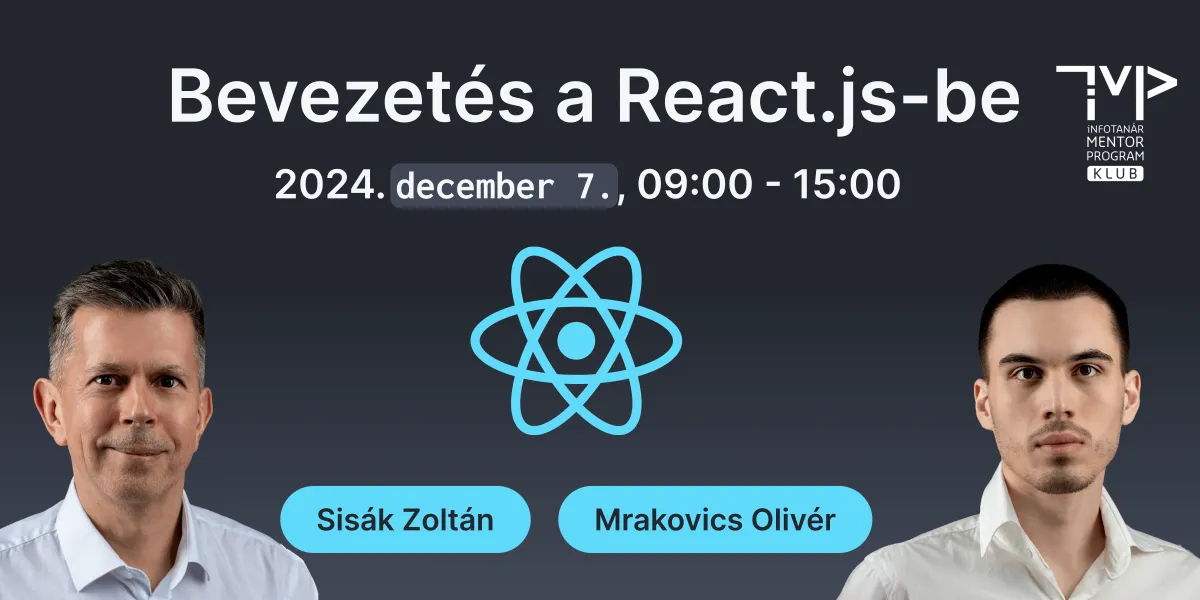 Bevezetés a React.js-be
2024. december 7., 09:00 - 15:00
iNFOTANÁR
MENTOR
PROGRAM
KLUB
Sisák Zoltán
Mrakovics Olivér